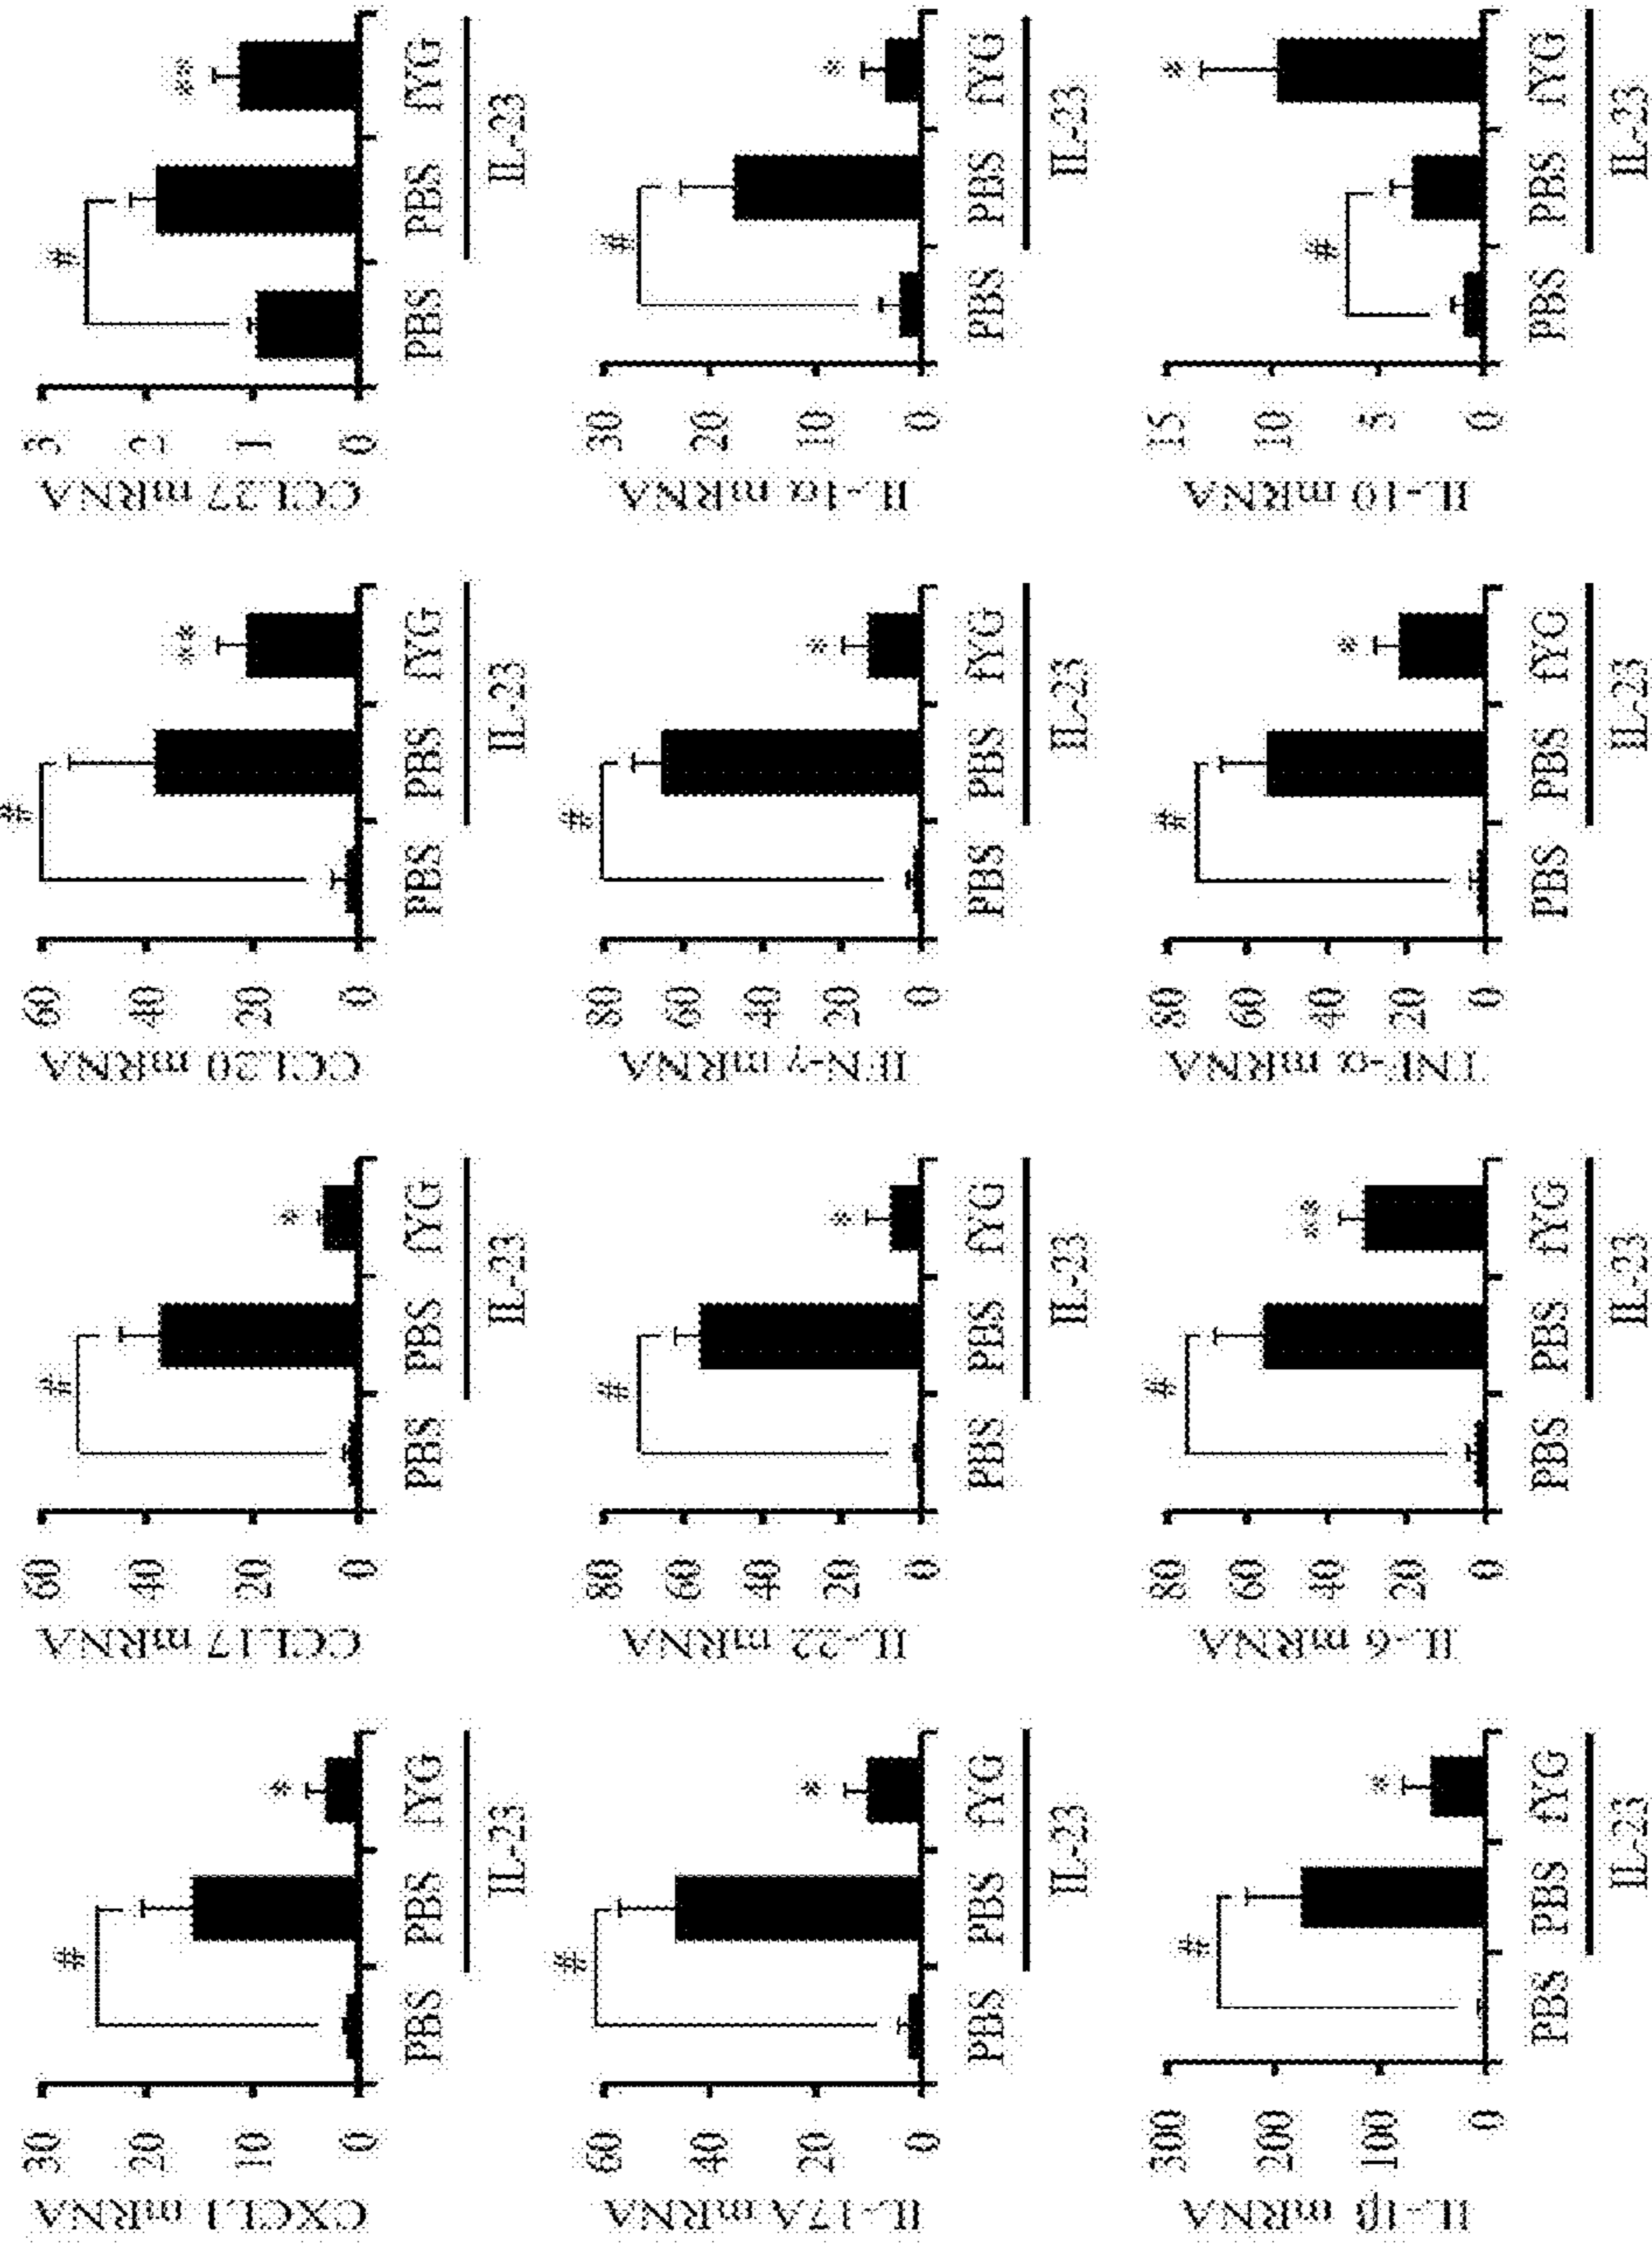 #
*
CXCL1 mRNA
30
20
10
0
PBS PBS fYG
IL-23
#
*
CCL17 mRNA
60
40
20
0
PBS PBS fYG
IL-23
#
**
CCL20 mRNA
60
40
20
0
PBS PBS fYG
IL-23
#
**
CCL27 mRNA
3
2
1
0
PBS PBS fYG
IL-23
#
*
IL-17A mRNA
60
40
20
0
PBS PBS fYG
IL-23
#
*
IL-22 mRNA
80
60
40
20
0
PBS PBS fYG
IL-23
#
*
IFN-γ mRNA
80
60
40
20
0
PBS PBS fYG
IL-23
#
*
IL-1α mRNA
30
20
10
0
PBS PBS fYG
IL-23
#
*
IL-1β mRNA
300
200
100
0
PBS PBS fYG
IL-23
#
**
IL-6 mRNA
80
60
40
20
0
PBS PBS fYG
IL-23
#
*
TNF-α mRNA
80
60
40
20
0
PBS PBS fYG
IL-23
#
*
IL-10 mRNA
15
10
5
0
PBS PBS fYG
IL-23